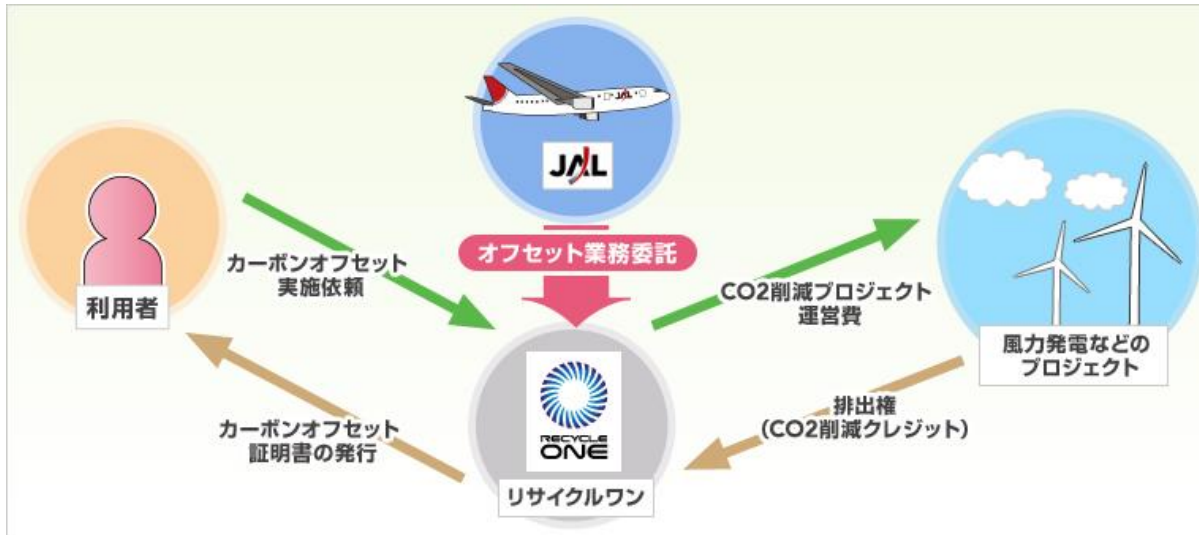 JAL
JAL
オフセット業務委託
カーボンオフセット
実施依頼
利用者
CO2削減プロジェクト
運営費
風力発電などの
プロジェクト
カーボンオフセット
証明書の発行
RECYCLE
ONE
リサイクルワン
排出権
(CO2削減クレジット)